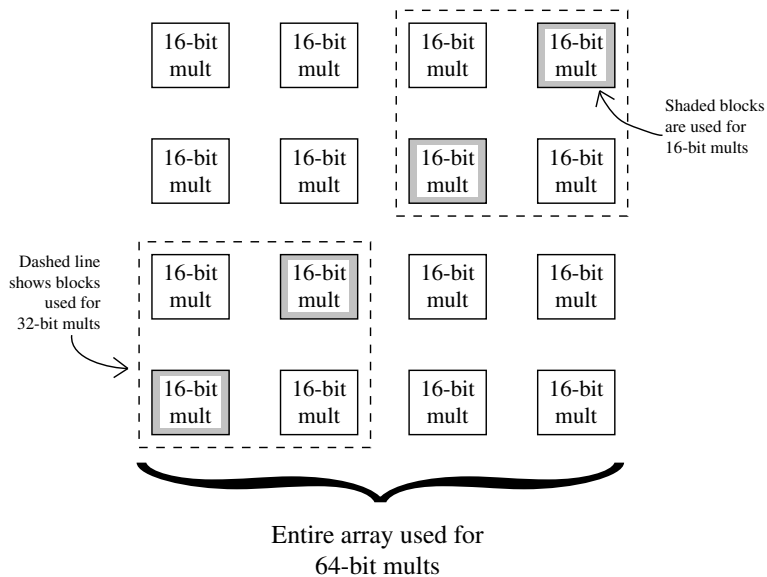 16-bit
mult
16-bit
mult
16-bit
mult
16-bit
mult
Shaded blocks
are used for
16-bit mults
16-bit
mult
16-bit
mult
16-bit
mult
16-bit
mult
Dashed line
shows blocks
used for
32-bit mults
16-bit
mult
16-bit
mult
16-bit
mult
16-bit
mult
16-bit
mult
16-bit
mult
16-bit
mult
16-bit
mult
Entire array used for
64-bit mults